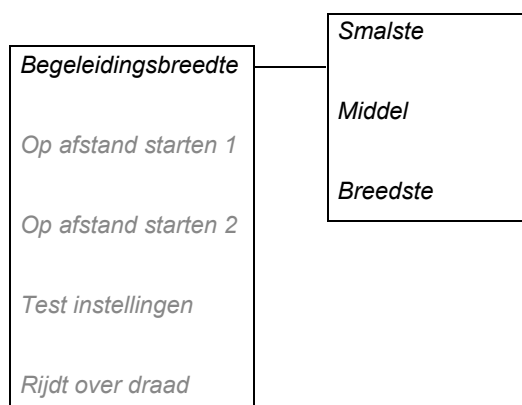 Begeleidingsbreedte
Op afstand starten 1
Op afstand starten 2
Test instellingen
Rijdt over draad
Smalste
Middel
Breedste